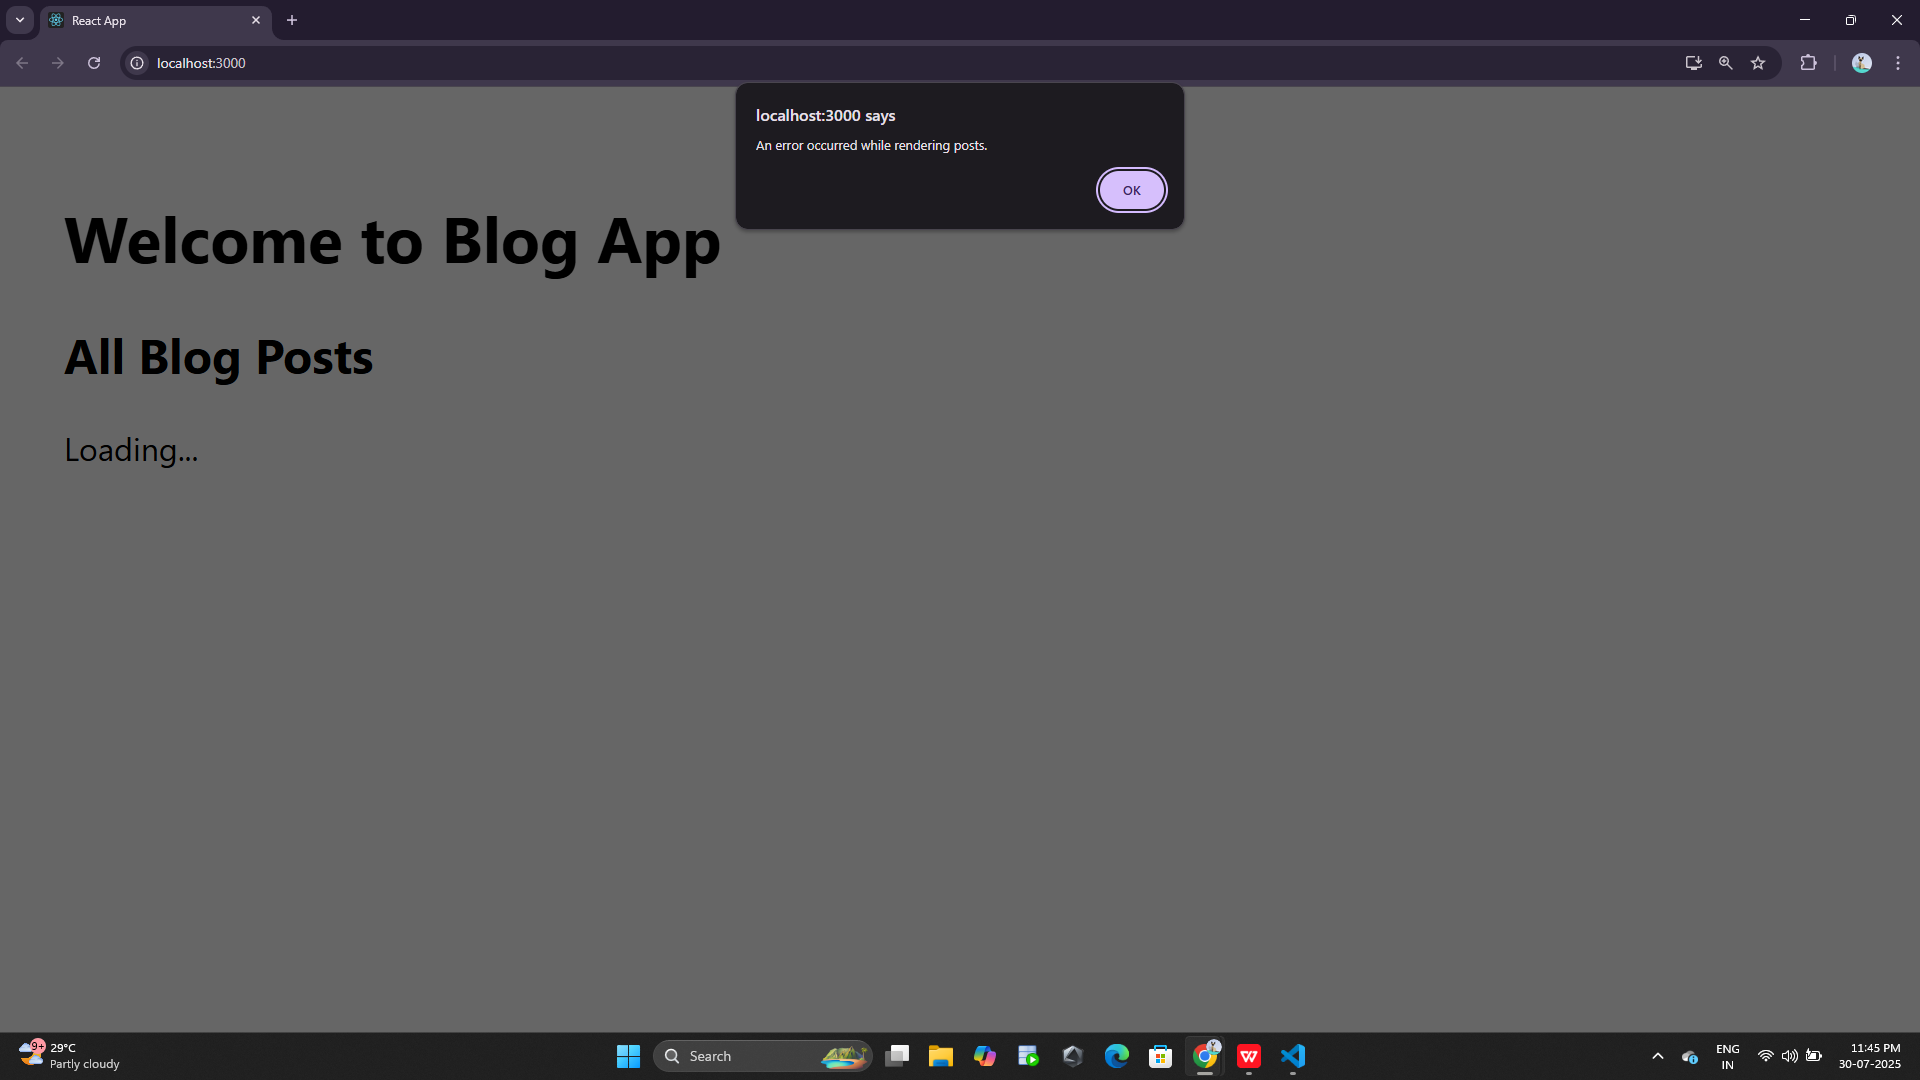 React App
localhost:3000
localhost:3000 says
An error occurred while rendering posts.
OK
Welcome to Blog App
All Blog Posts
Loading...
9+
29°C
Partly cloudy
Search
W
ENG
IN
11:45 PM
30-07-2025